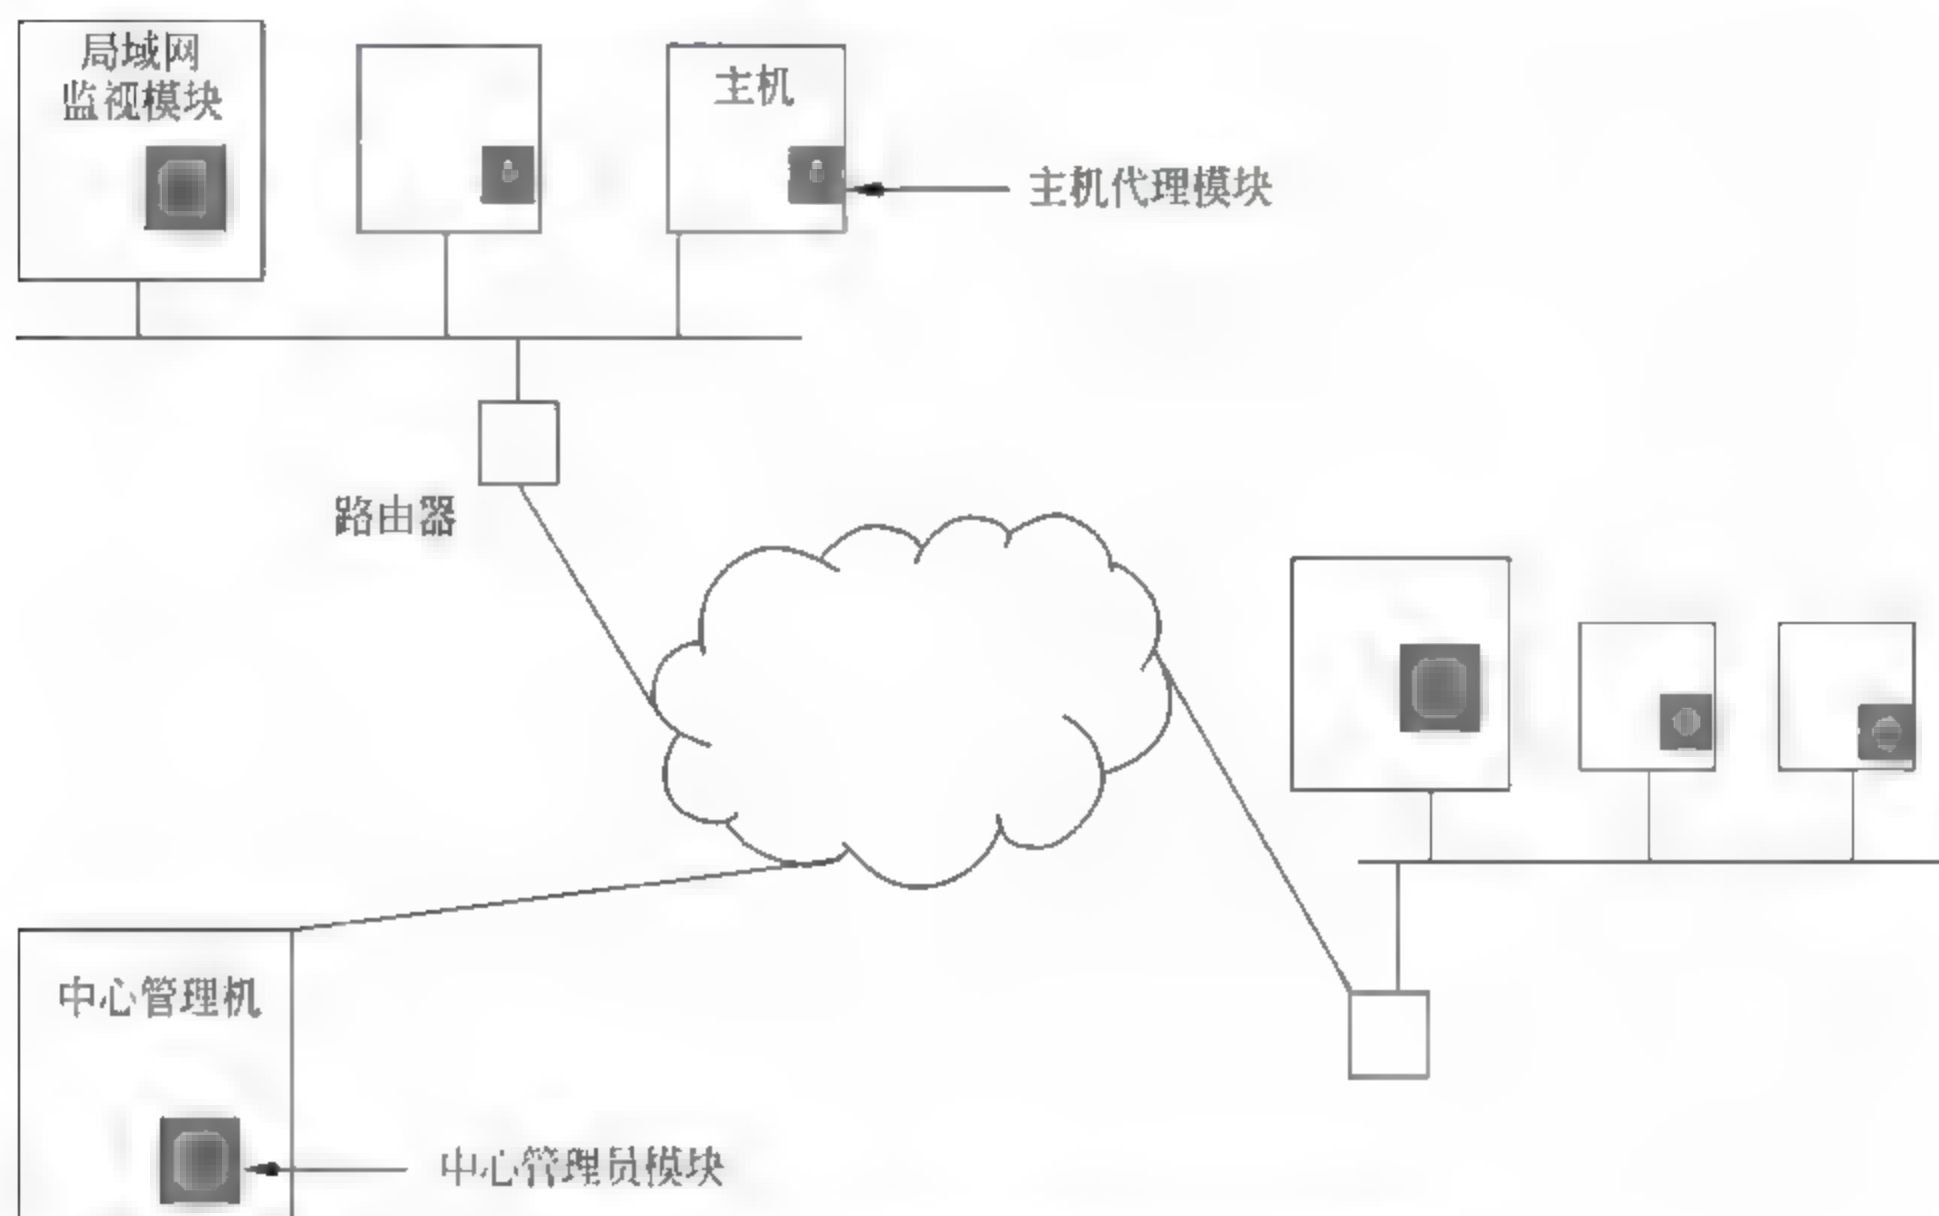 局域网
监视模块
主机
主机代理模块
路由器
中心管理机
中心管理员模块